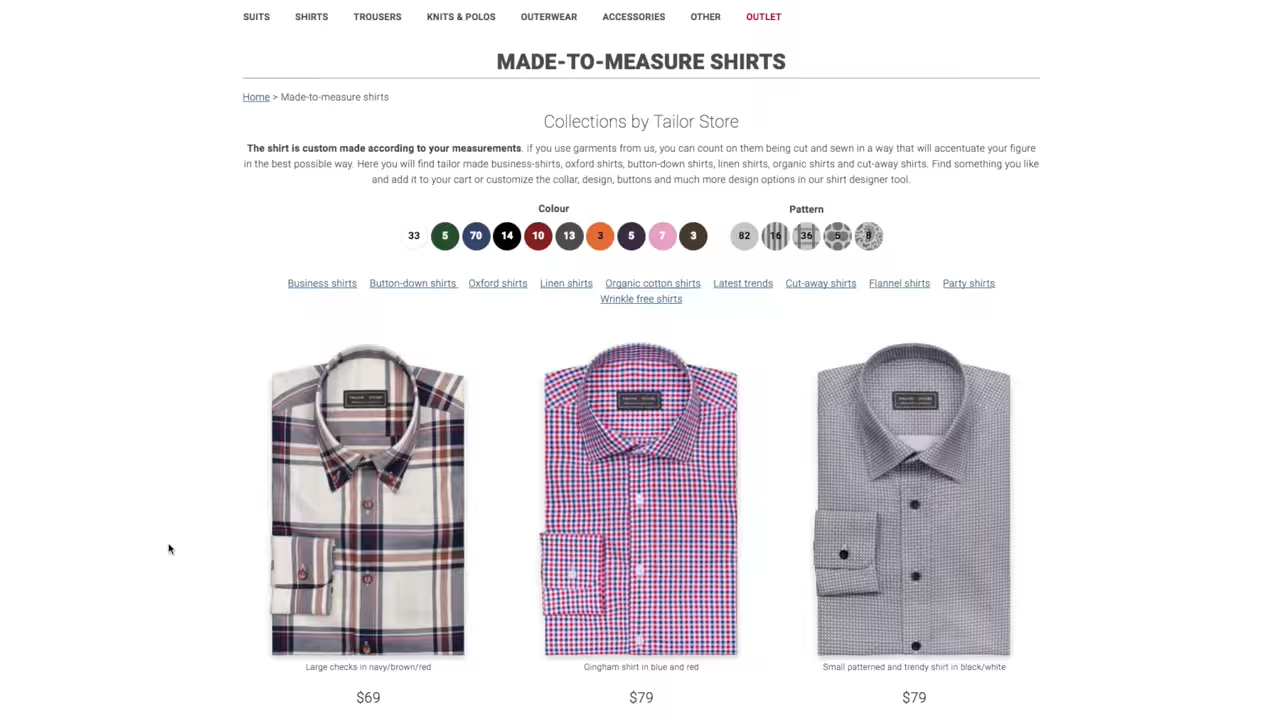 SUITS SHIRTS TROUSERS KNITS & POLOS OUTERWEAR ACCESSORIES OTHER OUTLET
MADE-TO-MEASURE SHIRTS
Home > Made-to-measure shirts
Collections by Tailor Store
The shirt is custom made according to your measurements. If you use garments from us, you can count on them being cut and sewn in a way that will accentuate your figure
in the best possible way. Here you will find tailor made business-shirts, oxford shirts, button-down shirts, linen shirts, organic shirts and cut-away shirts. Find something you like
and add it to your cart or customize the collar, design, buttons and much more design options in our shirt designer tool.
Colour Pattern
33 5 70 14 10 13 3 5 7 3 82 16 36 5 8
Business shirts Button-down shirts Oxford shirts Linen shirts Organic cotton shirts Latest trends Cut-away shirts Flannel shirts Party shirts
Wrinkle free shirts
TAILOR STORE TAILOR STORE TAILOR STORE
Large checks in navy/brown/red Gingham shirt in blue and red Small patterned and trendy shirt in black/white
$69 $79 $79